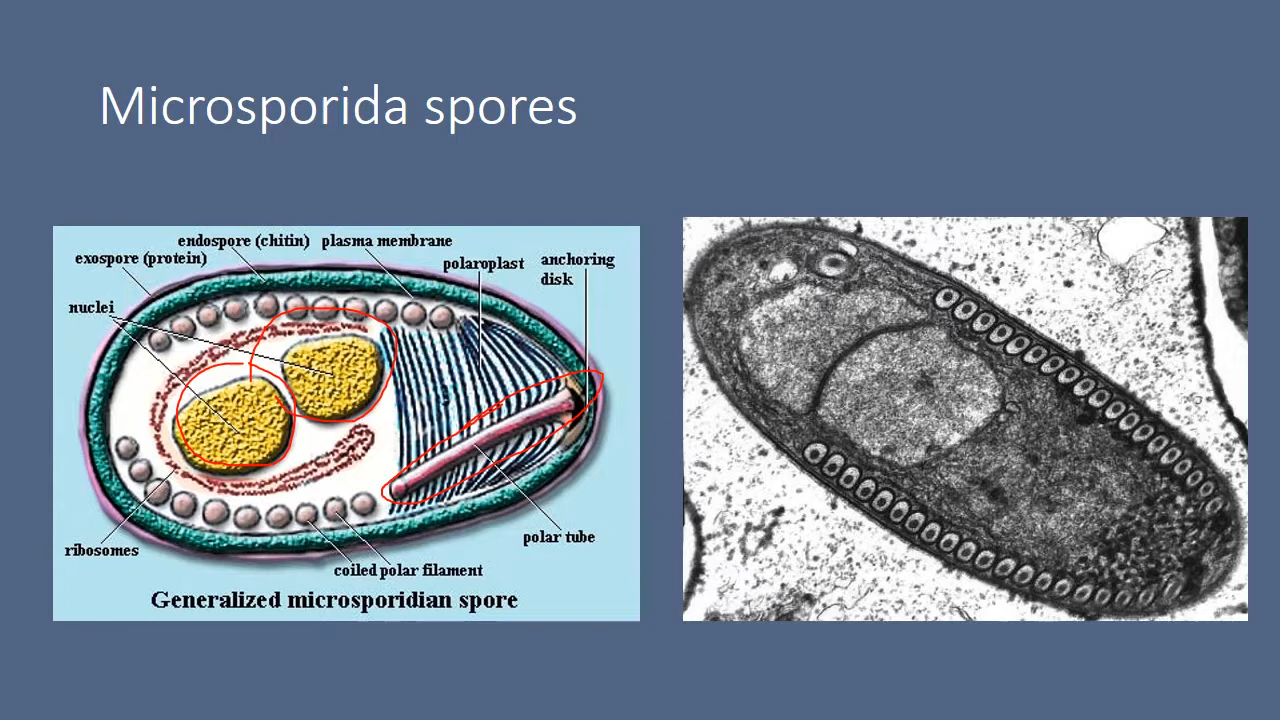 Microsporida spores
endospore (chitin) plasma membrane
exospore (protein)
polaroplast
anchoring
disk
nuclei
polar tube
ribosomes
coiled polar filament
Generalized microsporidian spore